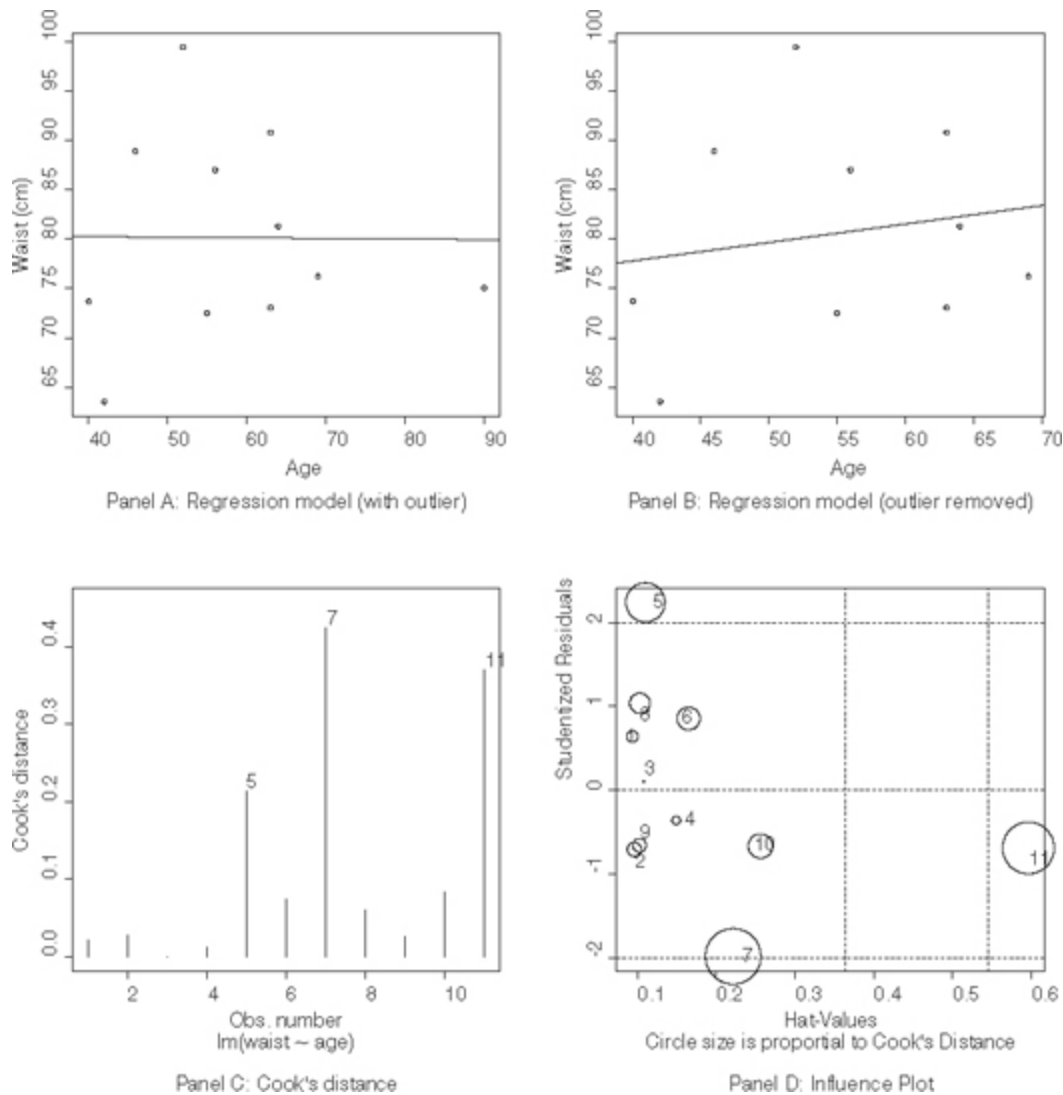 Waist (cm)
65 70 75 80 85 90 95 100
40 50 60 70 80 90
Age
Panel A: Regression model (with outlier)
Waist (cm)
65 70 75 80 85 90 95 100
40 45 50 55 60 65 70
Age
Panel B: Regression model (outlier removed)
Cook's distance
0.0 0.1 0.2 0.3 0.4
5
7
11
2 4 6 8 10
Obs. number
lm(waist ~ age)
Panel C: Cook's distance
Studentized Residuals
-2 -1 0 1 2
5
8
6
1
3
4
9
2
10
11
7
0.1 0.2 0.3 0.4 0.5 0.6
Hat-Values
Circle size is proportial to Cook's Distance
Panel D: Influence Plot